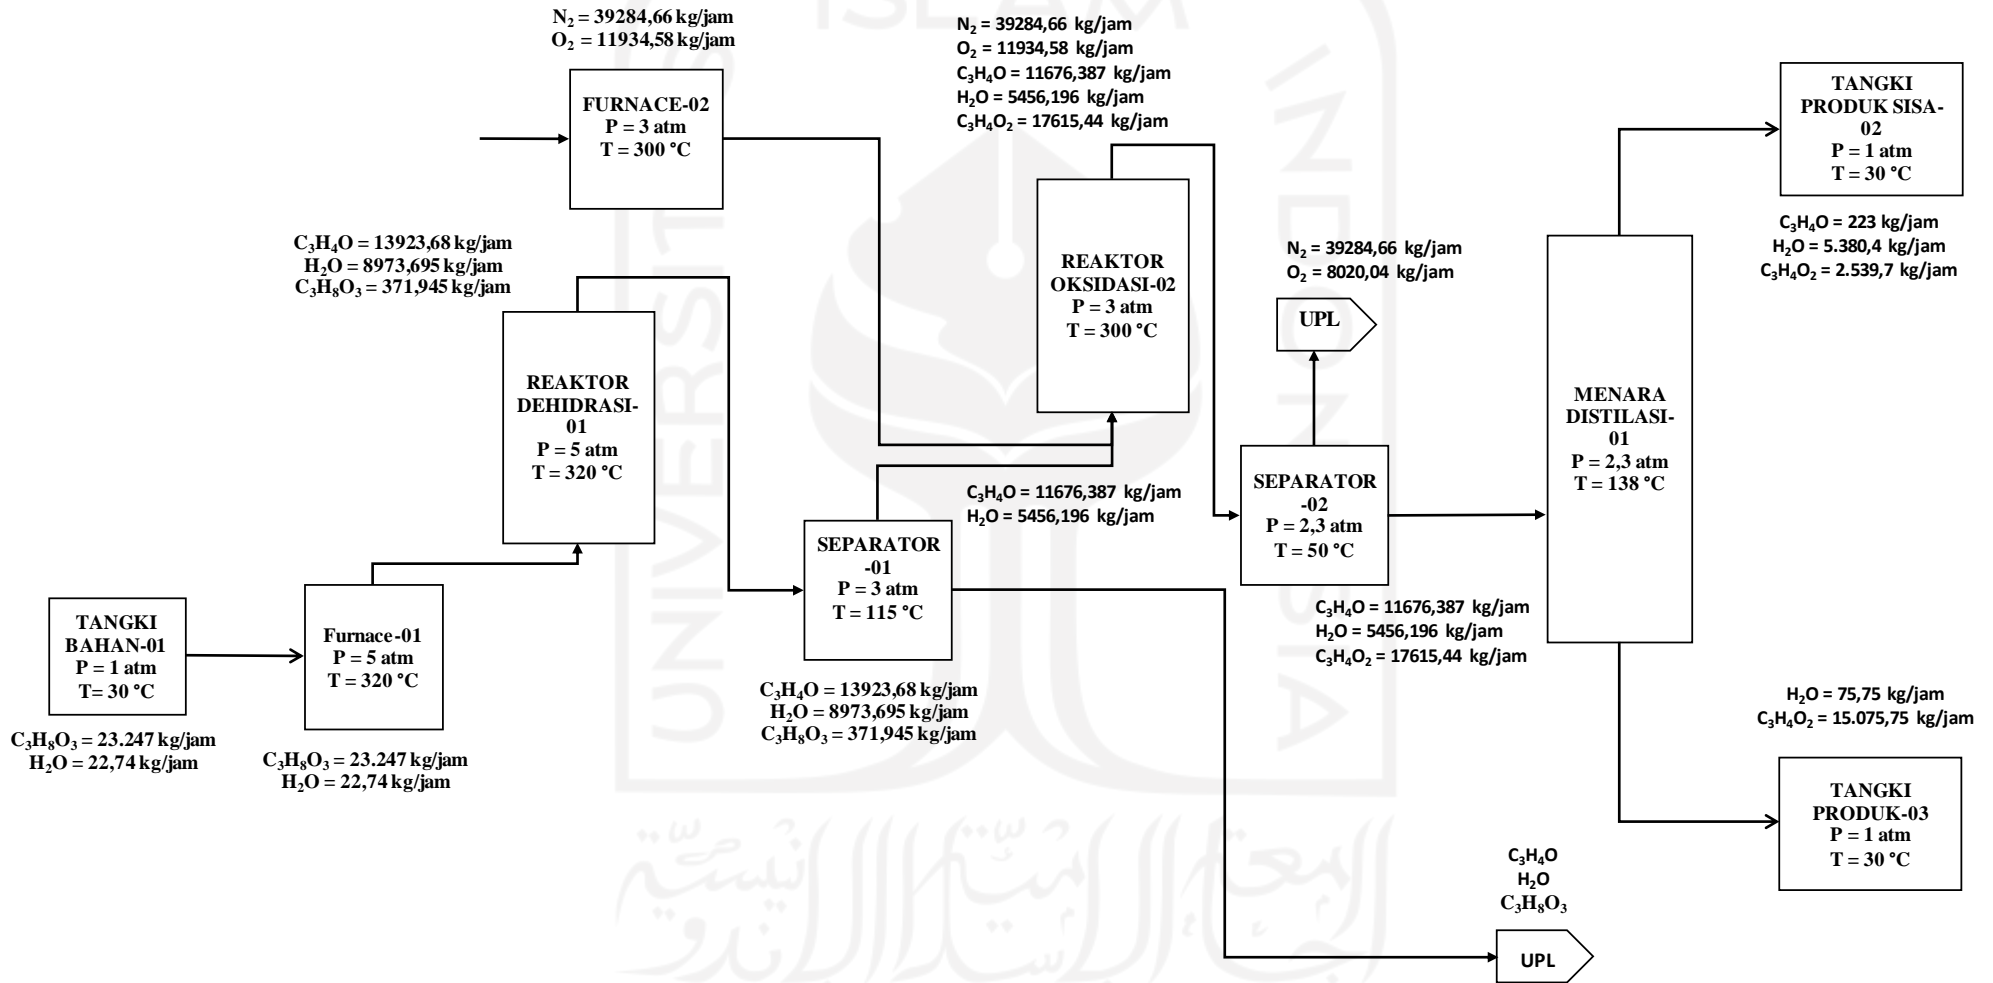 ISLAM
UNIVERSITAS
INDONESIA
N₂ = 39284,66 kg/jam
O₂ = 11934,58 kg/jam
FURNACE-02
P = 3 atm
T = 300 °C
N₂ = 39284,66 kg/jam
O₂ = 11934,58 kg/jam
C₃H₄O = 11676,387 kg/jam
H₂O = 5456,196 kg/jam
C₃H₄O₂ = 17615,44 kg/jam
TANGKI
PRODUK SISA-
02
P = 1 atm
T = 30 °C
C₃H₄O = 223 kg/jam
H₂O = 5.380,4 kg/jam
C₃H₄O₂ = 2.539,7 kg/jam
C₃H₄O = 13923,68 kg/jam
H₂O = 8973,695 kg/jam
C₃H₈O₃ = 371,945 kg/jam
REAKTOR
DEHIDRASI-
01
P = 5 atm
T = 320 °C
REAKTOR
OKSIDASI-02
P = 3 atm
T = 300 °C
N₂ = 39284,66 kg/jam
O₂ = 8020,04 kg/jam
UPL
MENARA
DISTILASI-
01
P = 2,3 atm
T = 138 °C
C₃H₄O = 11676,387 kg/jam
H₂O = 5456,196 kg/jam
SEPARATOR
-02
P = 2,3 atm
T = 50 °C
SEPARATOR
-01
P = 3 atm
T = 115 °C
TANGKI
BAHAN-01
P = 1 atm
T= 30 °C
Furnace-01
P = 5 atm
T = 320 °C
C₃H₄O = 11676,387 kg/jam
H₂O = 5456,196 kg/jam
C₃H₄O₂ = 17615,44 kg/jam
C₃H₈O₃ = 23.247 kg/jam
H₂O = 22,74 kg/jam
C₃H₈O₃ = 23.247 kg/jam
H₂O = 22,74 kg/jam
C₃H₄O = 13923,68 kg/jam
H₂O = 8973,695 kg/jam
C₃H₈O₃ = 371,945 kg/jam
H₂O = 75,75 kg/jam
C₃H₄O₂ = 15.075,75 kg/jam
TANGKI
PRODUK-03
P = 1 atm
T = 30 °C
C₃H₄O
H₂O
C₃H₈O₃
UPL